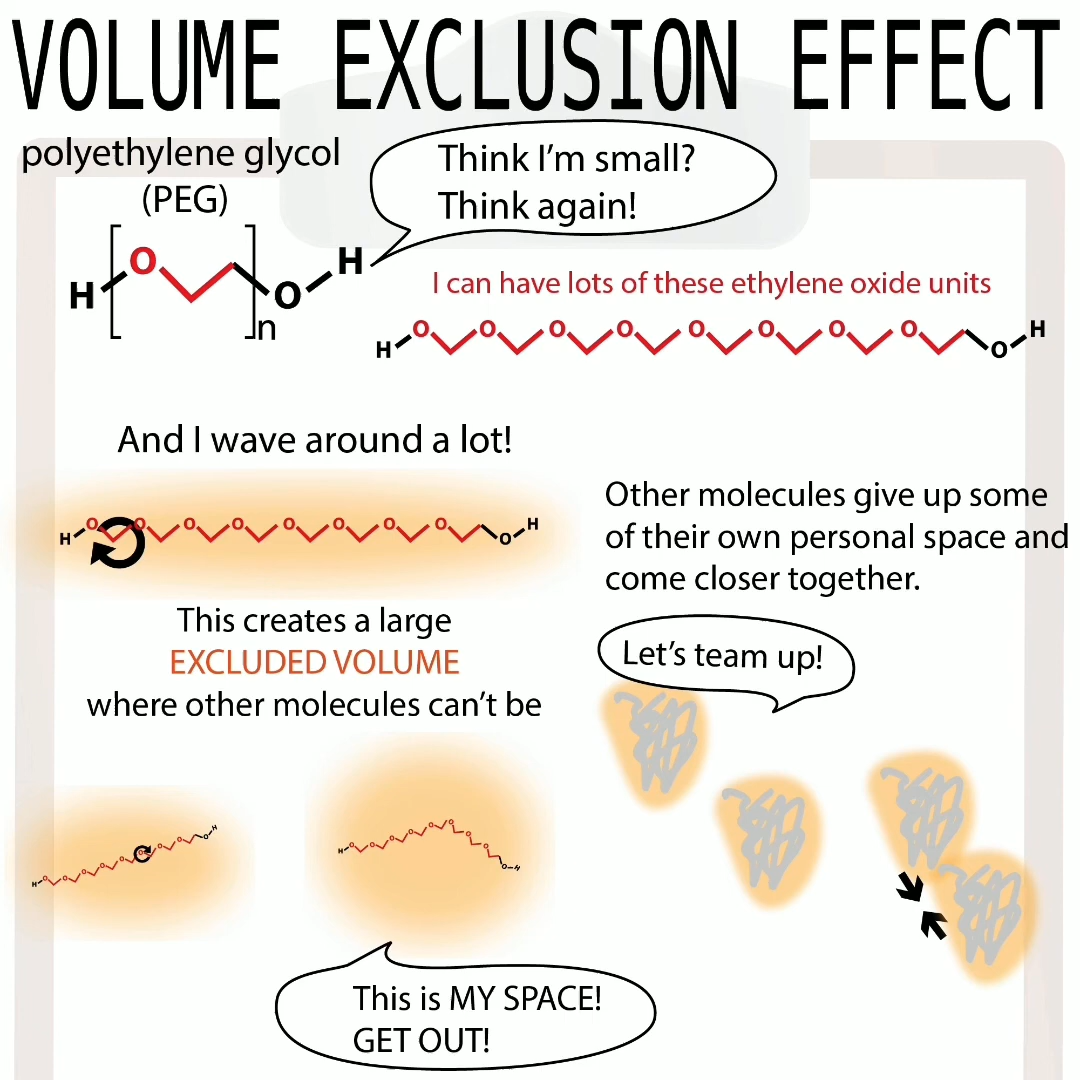 VOLUME EXCLUSION EFFECT
polyethylene glycol
(PEG)
Think I'm small?
Think again!
H
O
O
H
n
I can have lots of these ethylene oxide units
H O O O O O O O O O H
And I wave around a lot!
H O O O O O O O O O H
Other molecules give up some
of their own personal space and
come closer together.
This creates a large
EXCLUDED VOLUME
where other molecules can't be
Let's team up!
This is MY SPACE!
GET OUT!